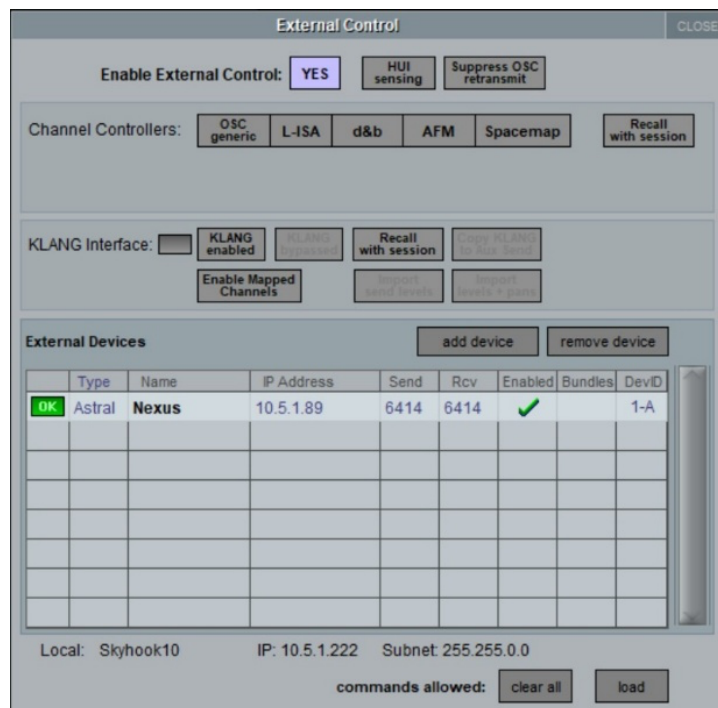 External Control
CLOSE
Enable External Control: YES HUI sensing Suppress OSC retransmit
Channel Controllers: OSC generic L-ISA d&b AFM Spacemap Recall with session
KLANG Interface: KLANG enabled KLANG bypassed Recall with session Copy KLANG to Aux Send
Enable Mapped Channels Import send levels Import levels + pans
External Devices add device remove device
Type Name IP Address Send Rcv Enabled Bundles DevID
OK Astral Nexus 10.5.1.89 6414 6414 1-A
Local: Skyhook10 IP: 10.5.1.222 Subnet: 255.255.0.0
commands allowed: clear all load